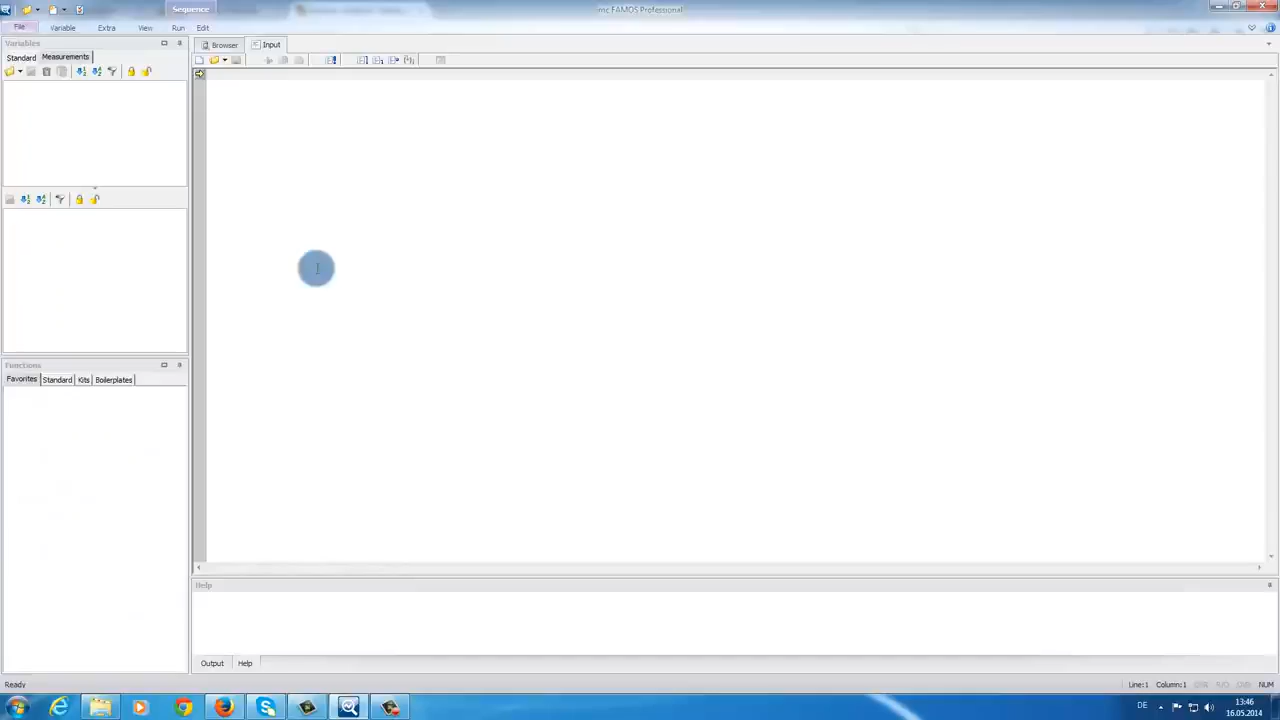 Sequence
imc FAMOS Professional
File Variable Extra View Run Edit
Variables
Browser Input
Standard Measurements
Functions
Favorites Standard Kits Boilerplates
Help
Output Help
Ready
Line:1 Column:1 NUM
DE
13:46
16.05.2014